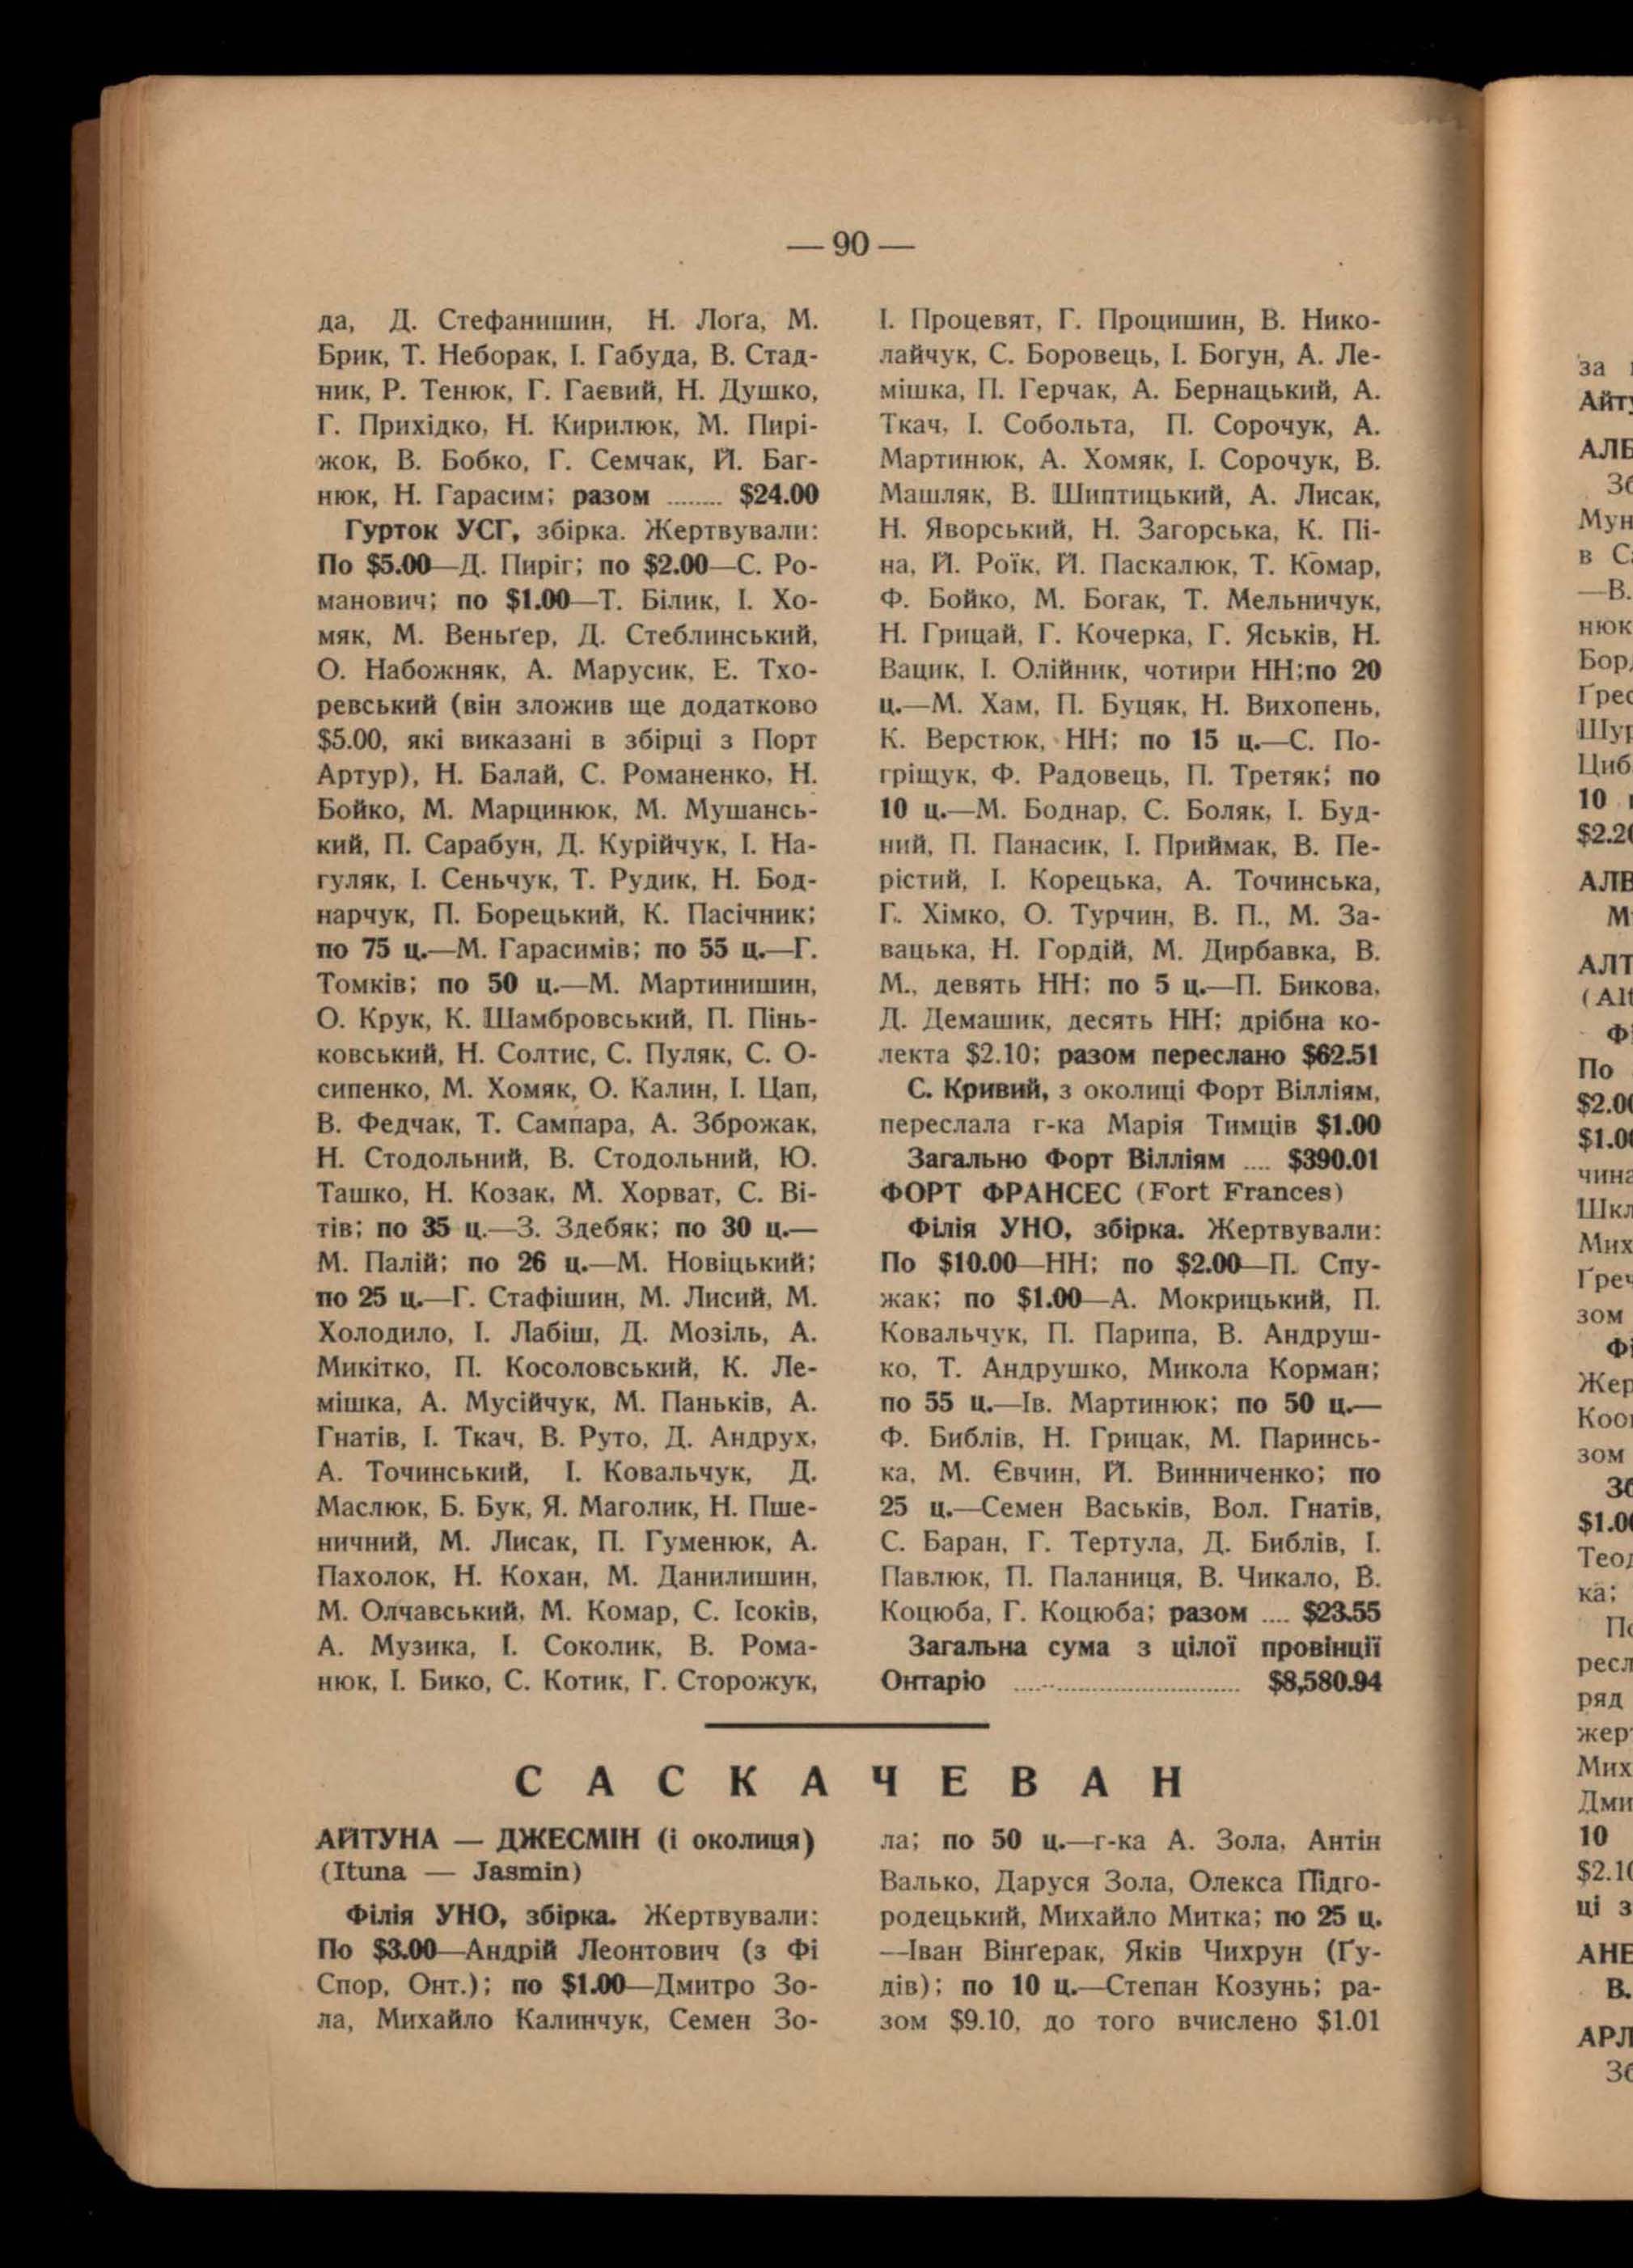 — 90 —
да, Д. Стефанишин, Н. Лоґа, М.
Брик, Т. Неборак, І. Габуда, В. Стад-
ник, Р. Тенюк, Г. Гаєвий, Н. Душко,
Г. Прихідко, Н. Кирилюк, М. Пирі-
жок, В. Бобко, Г. Семчак, Й. Баг-
нюк, Н. Гарасим; разом ........ $24.00
Гурток УСГ, збірка. Жертвували:
По $5.00—Д. Пиріг; по $2.00—С. Ро-
манович; по $1.00—Т. Білик, І. Хо-
мяк, М. Веньґер, Д. Стеблинський,
О. Набожняк, А. Марусик, Е. Тхо-
ревський (він зложив ще додатково
$5.00, які виказані в збірці з Порт
Артур), Н. Балай, С. Романенко, Н.
Бойко, М. Марцинюк, М. Мушансь-
кий, П. Сарабун, Д. Курійчук, І. На-
гуляк, І. Сеньчук, Т. Рудик, Н. Бод-
нарчук, П. Борецький, К. Пасічник;
по 75 ц.—М. Гарасимів; по 55 ц.—Г.
Томків; по 50 ц.—М. Мартинишин,
О. Крук, К. Шамбровський, П. Пінь-
ковський, Н. Солтис, С. Пуляк, С. О-
сипенко, М. Хомяк, О. Калин, І. Цап,
В. Федчак, Т. Сампара, А. Зброжак,
Н. Стодольний, В. Стодольний, Ю.
Ташко, Н. Козак, М. Хорват, С. Ві-
тів; по 35 ц.—З. Здебяк; по 30 ц.—
М. Палій; по 26 ц.—М. Новіцький;
по 25 ц.—Г. Стафішин, М. Лисий, М.
Холодило, І. Лабіш, Д. Мозіль, А.
Микітко, П. Косоловський, К. Ле-
мішка, А. Мусійчук, М. Паньків, А.
Гнатів, І. Ткач, В. Руто, Д. Андрух,
А. Точинський, І. Ковальчук, Д.
Маслюк, Б. Бук, Я. Маголик, Н. Пше-
ничний, М. Лисак, П. Гуменюк, А.
Пахолок, Н. Кохан, М. Данилишин,
М. Олчавський, М. Комар, С. Ісоків,
А. Музика, І. Соколик, В. Рома-
нюк, І. Бико, С. Котик, Г. Сторожук,
І. Процевят, Г. Процишин, В. Нико-
лайчук, С. Боровець, І. Богун, А. Ле-
мішка, П. Герчак, А. Бернацький, А.
Ткач, І. Собольта, П. Сорочук, А.
Мартинюк, А. Хомяк, І. Сорочук, В.
Машляк, В. Шиптицький, А. Лисак,
Н. Яворський, Н. Загорська, К. Пі-
на, Й. Роїк, Й. Паскалюк, Т. Комар,
Ф. Бойко, М. Богак, Т. Мельничук,
Н. Грицай, Г. Кочерка, Г. Яськів, Н.
Вацик, І. Олійник, чотири НН;по 20
ц.—М. Хам, П. Буцяк, Н. Вихопень,
К. Верстюк, НН; по 15 ц.—С. По-
гріщук, Ф. Радовець, П. Третяк; по
10 ц.—М. Боднар, С. Боляк, І. Буд-
ний, П. Панасик, І. Приймак, В. Пе-
рістий, І. Корецька, А. Точинська,
Г. Хімко, О. Турчин, В. П., М. За-
вацька, Н. Гордій, М. Дирбавка, В.
М., девять НН; по 5 ц.—П. Бикова,
Д. Демашик, десять НН; дрібна ко-
лекта $2.10; разом переслано $62.51
С. Кривий, з околиці Форт Вілліям,
переслала г-ка Марія Тимців $1.00
Загально Форт Вілліям .... $390.01
ФОРТ ФРАНСЕС (Fort Frances)
Філія УНО, збірка. Жертвували:
По $10.00—НН; по $2.00—П. Спу-
жак; по $1.00—А. Мокрицький, П.
Ковальчук, П. Парипа, В. Андруш-
ко, Т. Андрушко, Микола Корман;
по 55 ц.—Ів. Мартинюк; по 50 ц.—
Ф. Библів, Н. Грицак, М. Паринсь-
ка, М. Євчин, Й. Винниченко; по
25 ц.—Семен Васьків, Вол. Гнатів,
С. Баран, Г. Тертула, Д. Библів, І.
Павлюк, П. Паланиця, В. Чикало, В.
Коцюба, Г. Коцюба; разом .... $23.55
Загальна сума з цілої провінції
Онтаріо ................................ $8,580.94
САСКАЧЕВАН
АЙТУНА — ДЖЕСМІН (і околиця)
(Ituna — Jasmin)
Філія УНО, збірка. Жертвували:
По $3.00—Андрій Леонтович (з Фі
Спор, Онт.); по $1.00—Дмитро Зо-
ла, Михайло Калинчук, Семен Зо-
ла; по 50 ц.—г-ка А. Зола, Антін
Валько, Даруся Зола, Олекса Підго-
родецький, Михайло Митка; по 25 ц.
—Іван Вінґерак, Яків Чихрун (Ґу-
дів); по 10 ц.—Степан Козунь; ра-
зом $9.10, до того вчислено $1.01